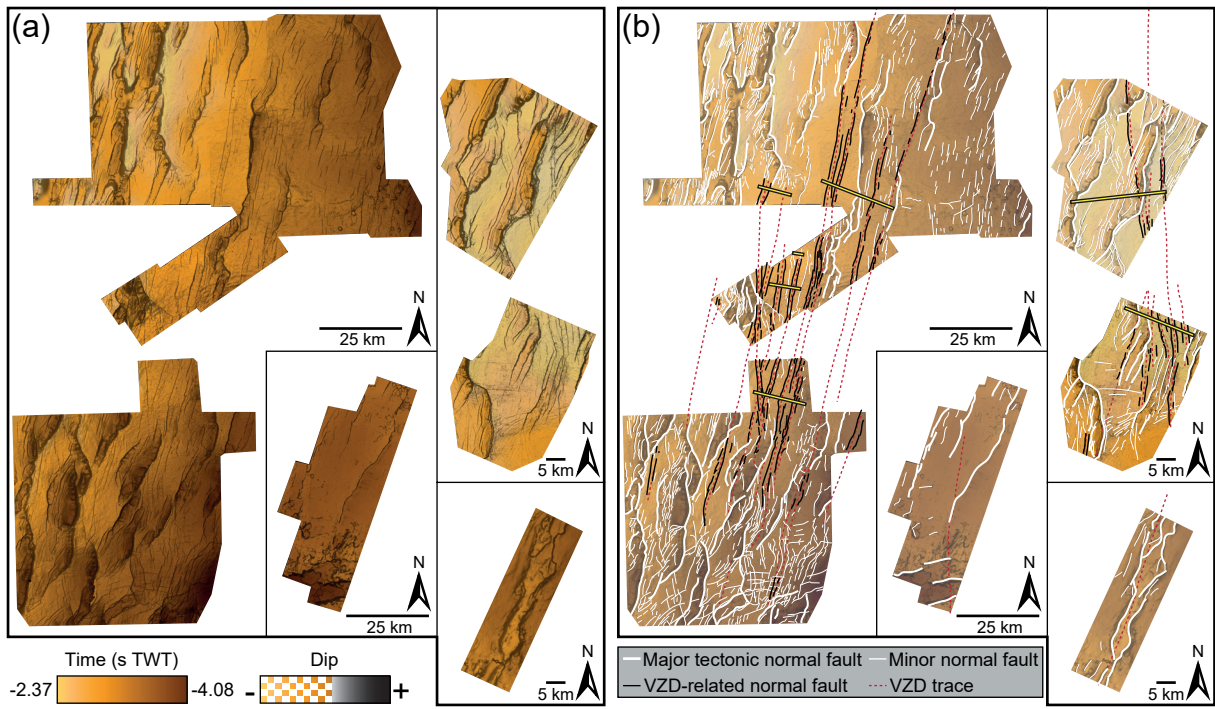 (a)
N
25 km
N
5 km
N
5 km
N
25 km
N
5 km
Time (s TWT)
-2.37
-4.08
Dip
-
+
(b)
N
25 km
N
5 km
N
5 km
N
25 km
N
5 km
Major tectonic normal fault
Minor normal fault
VZD-related normal fault
VZD trace